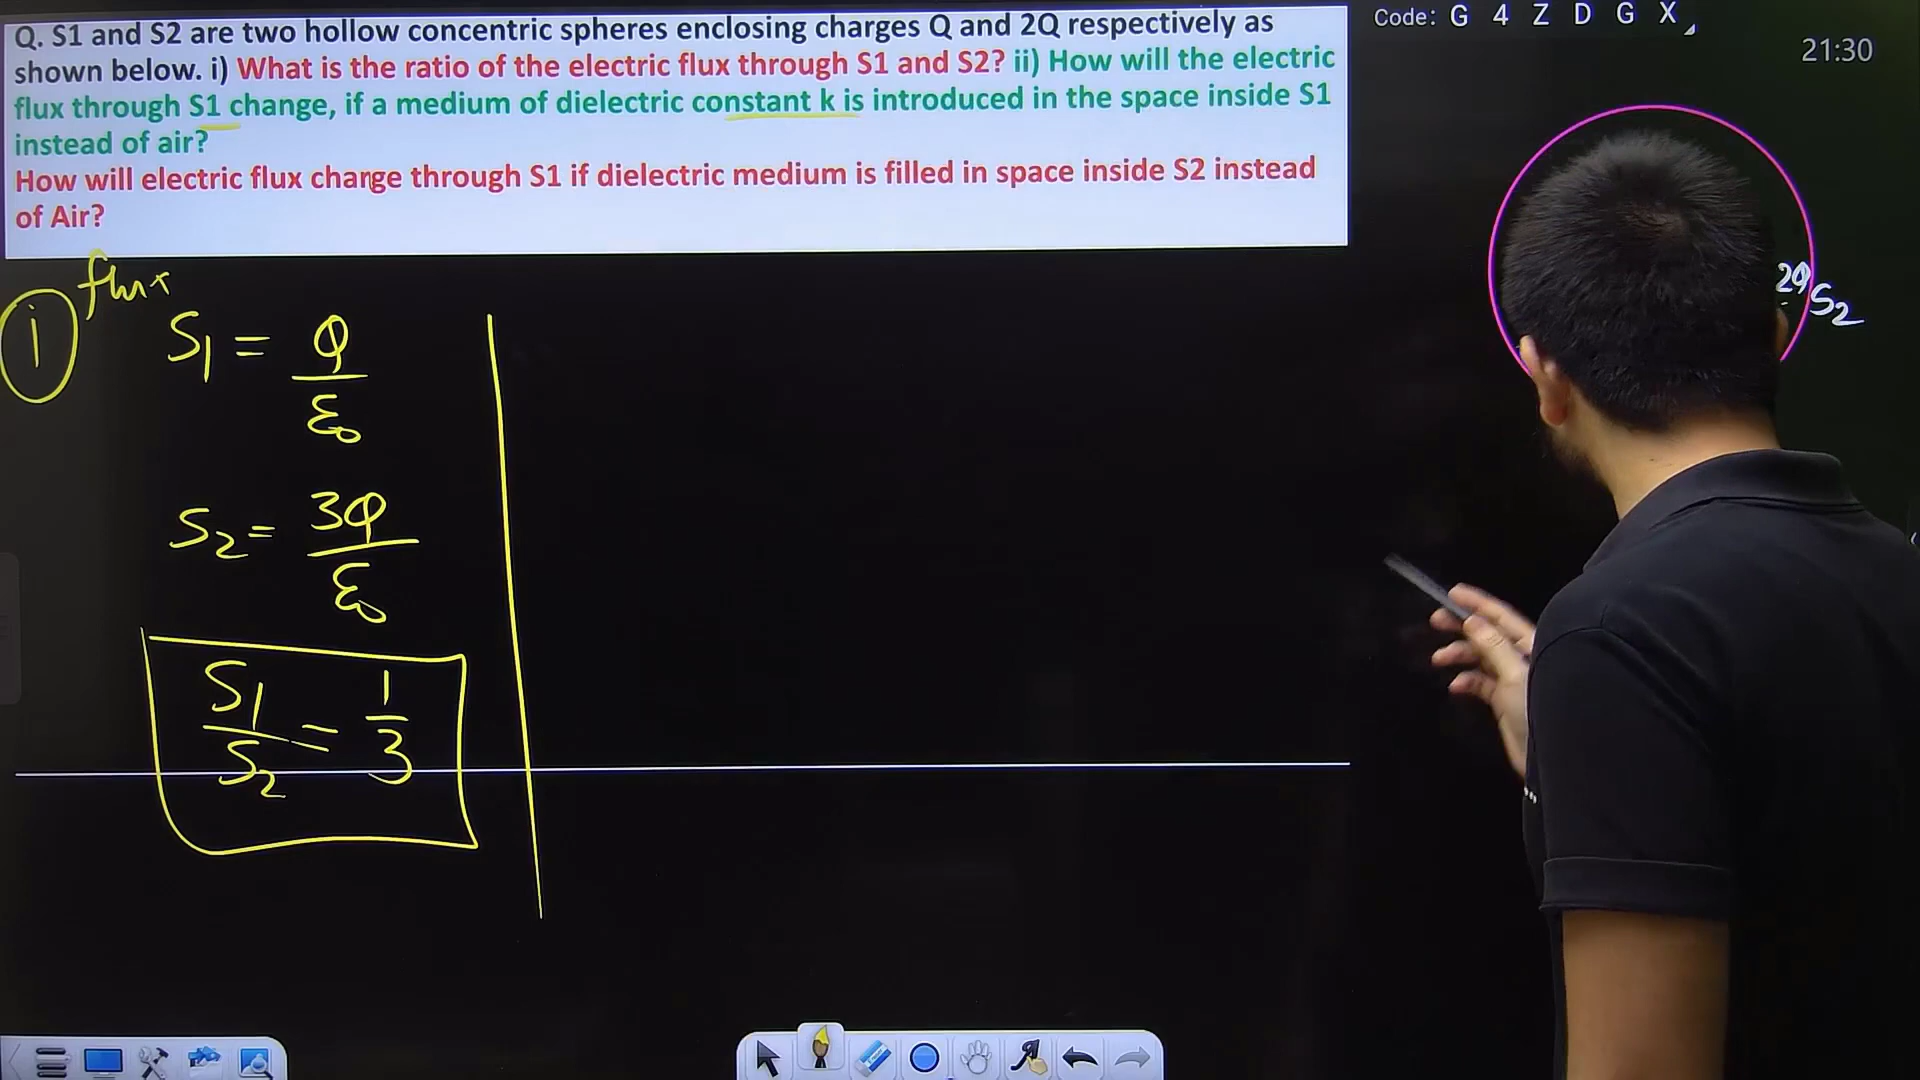 Code: G 4 Z D G X
21:30
Q. S1 and S2 are two hollow concentric spheres enclosing charges Q and 2Q respectively as
shown below. i) What is the ratio of the electric flux through S1 and S2? ii) How will the electric
flux through S1 change, if a medium of dielectric constant k is introduced in the space inside S1
instead of air?
How will electric flux charge through S1 if dielectric medium is filled in space inside S2 instead
of Air?
i flux
S1 = Q/ε0
S2 = 3Q/ε0
S1/S2 = 1/3
2Q S2